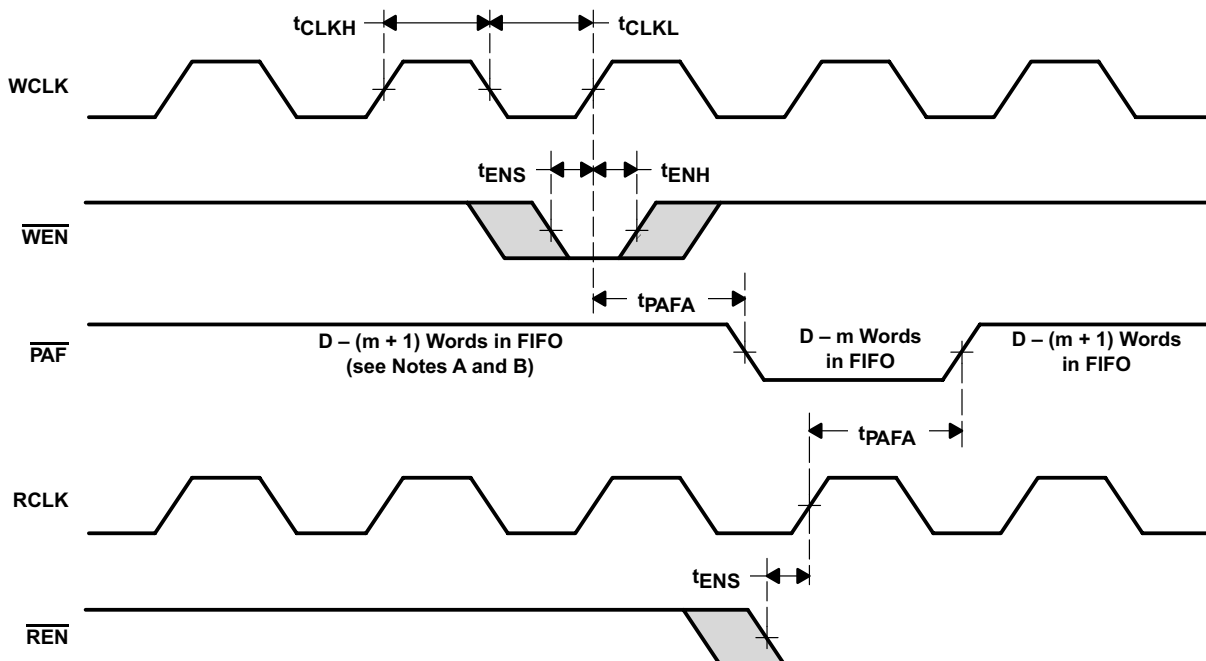 tCLKH
tCLKL
WCLK
tENS
tENH
WEN
tPAFA
PAF
D – (m + 1) Words in FIFO
(see Notes A and B)
D – m Words
in FIFO
D – (m + 1) Words
in FIFO
tPAFA
RCLK
tENS
REN